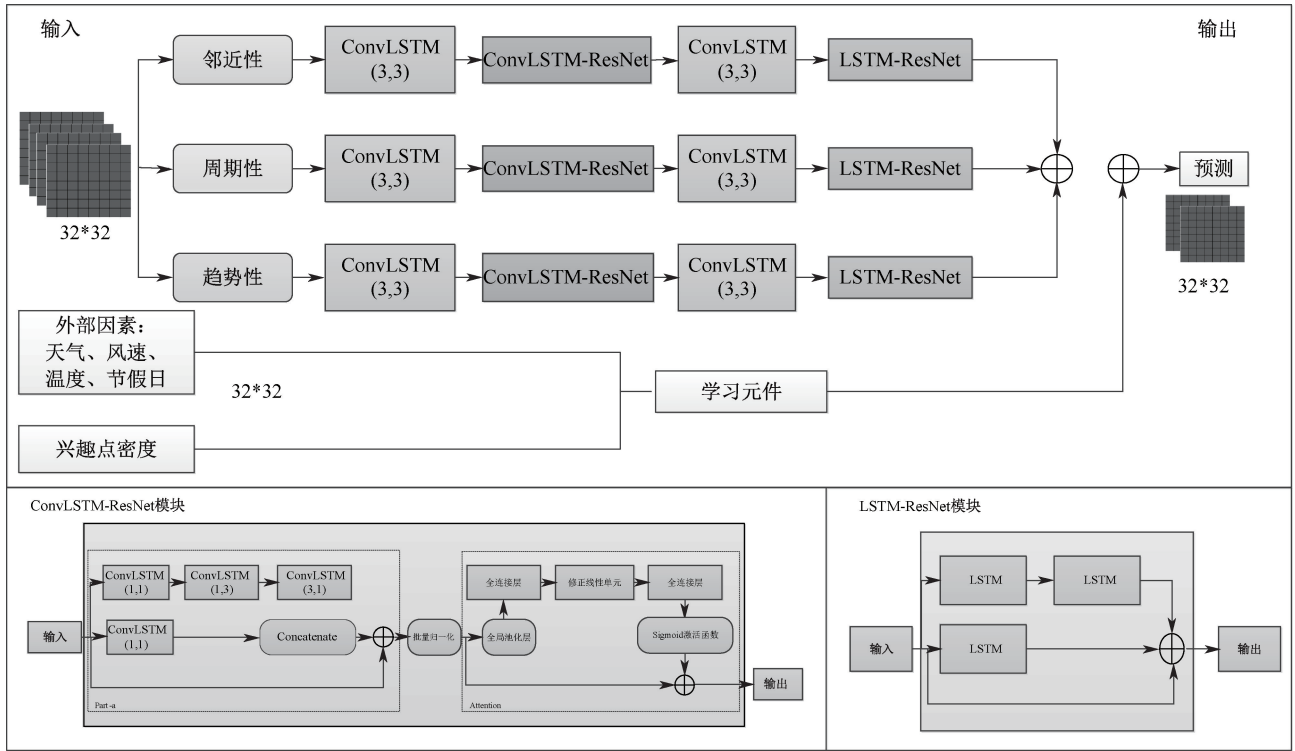 输入
输出
邻近性
ConvLSTM
(3,3)
ConvLSTM-ResNet
ConvLSTM
(3,3)
LSTM-ResNet
周期性
ConvLSTM
(3,3)
ConvLSTM-ResNet
ConvLSTM
(3,3)
LSTM-ResNet
预测
32*32
趋势性
ConvLSTM
(3,3)
ConvLSTM-ResNet
ConvLSTM
(3,3)
LSTM-ResNet
32*32
外部因素：
天气、风速、
温度、节假日
32*32
学习元件
兴趣点密度
ConvLSTM-ResNet模块
输入
ConvLSTM
(1,1)
ConvLSTM
(1,3)
ConvLSTM
(3,1)
ConvLSTM
(1,1)
Concatenate
批量归一化
Part-a
全连接层
修正线性单元
全连接层
全局池化层
Sigmoid激活函数
Attention
输出
LSTM-ResNet模块
输入
LSTM
LSTM
LSTM
输出